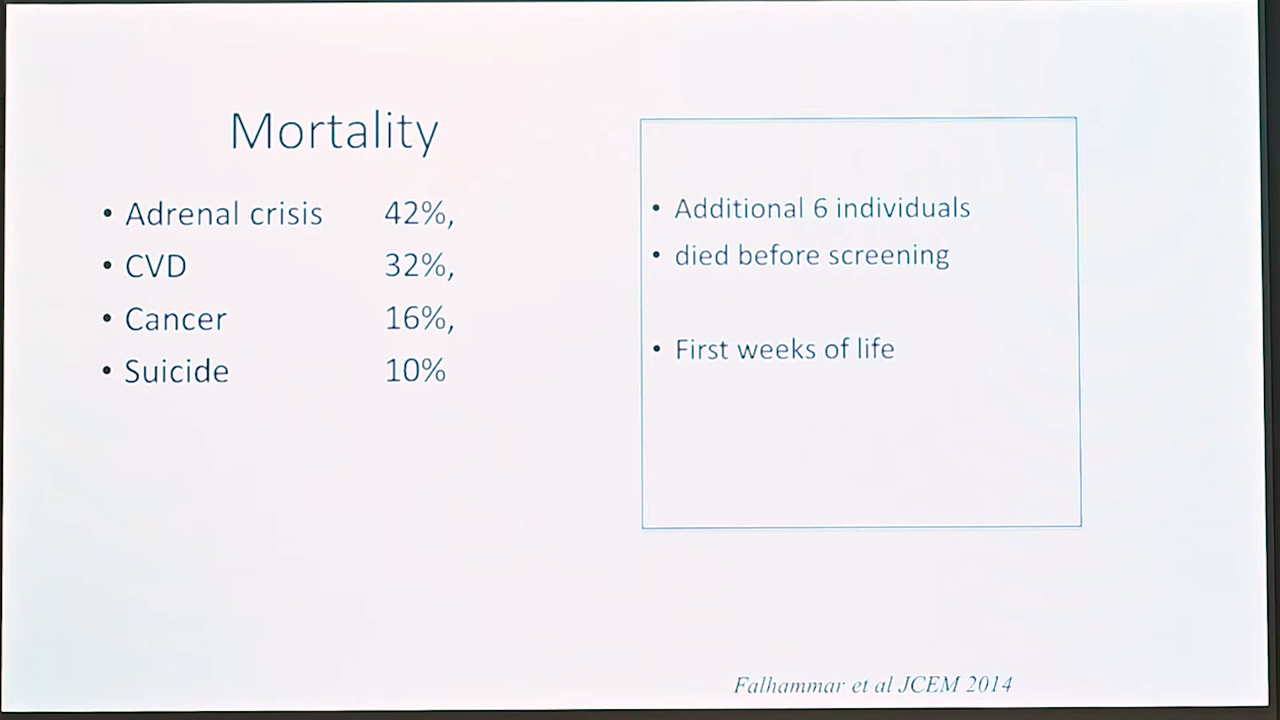 Mortality
• Adrenal crisis 42%,
• CVD 32%,
• Cancer 16%,
• Suicide 10%
• Additional 6 individuals
• died before screening
• First weeks of life
Falhammar et al JCEM 2014